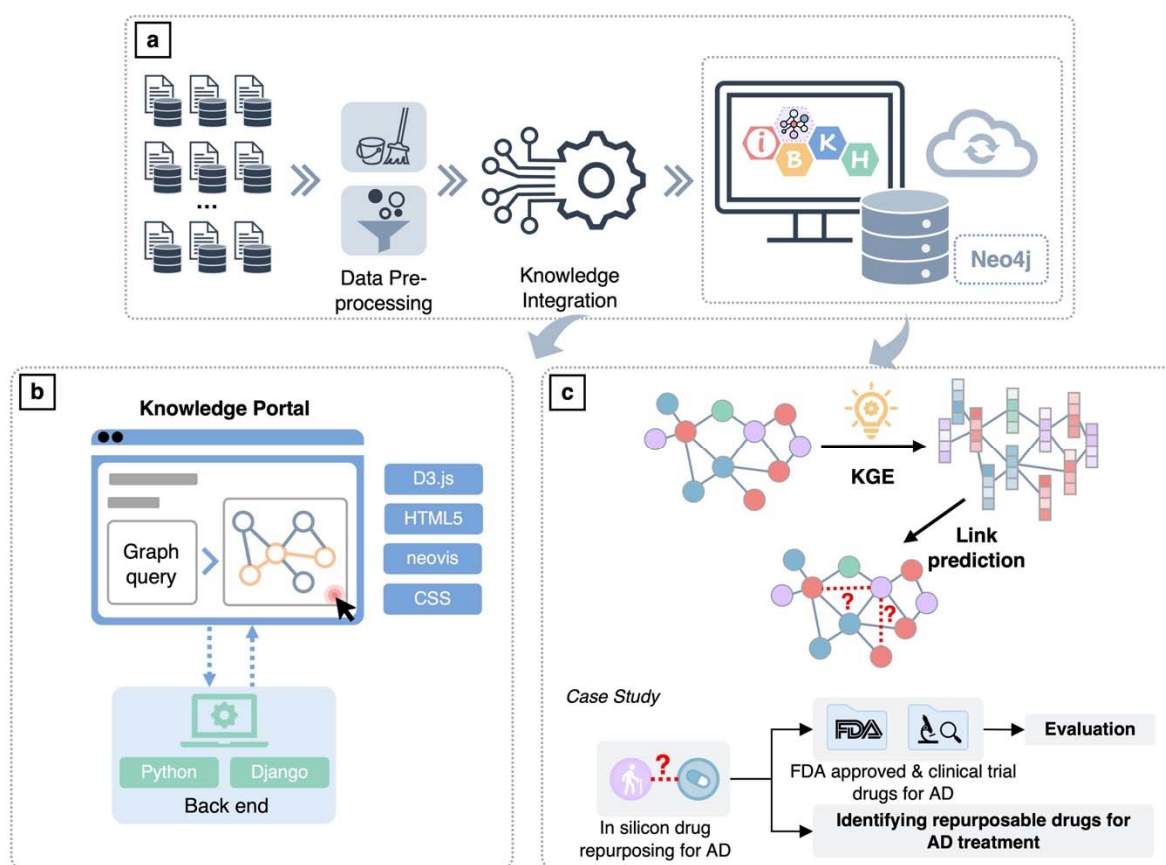 a
...
Data Pre-
processing
Knowledge
Integration
i
B
K
H
Neo4j
b
Knowledge Portal
Graph
query
D3.js
HTML5
neovis
CSS
Python
Django
Back end
c
KGE
Link
prediction
?
?
Case Study
?
In silicon drug
repurposing for AD
FDA
FDA approved & clinical trial
drugs for AD
Evaluation
Identifying repurposable drugs for
AD treatment